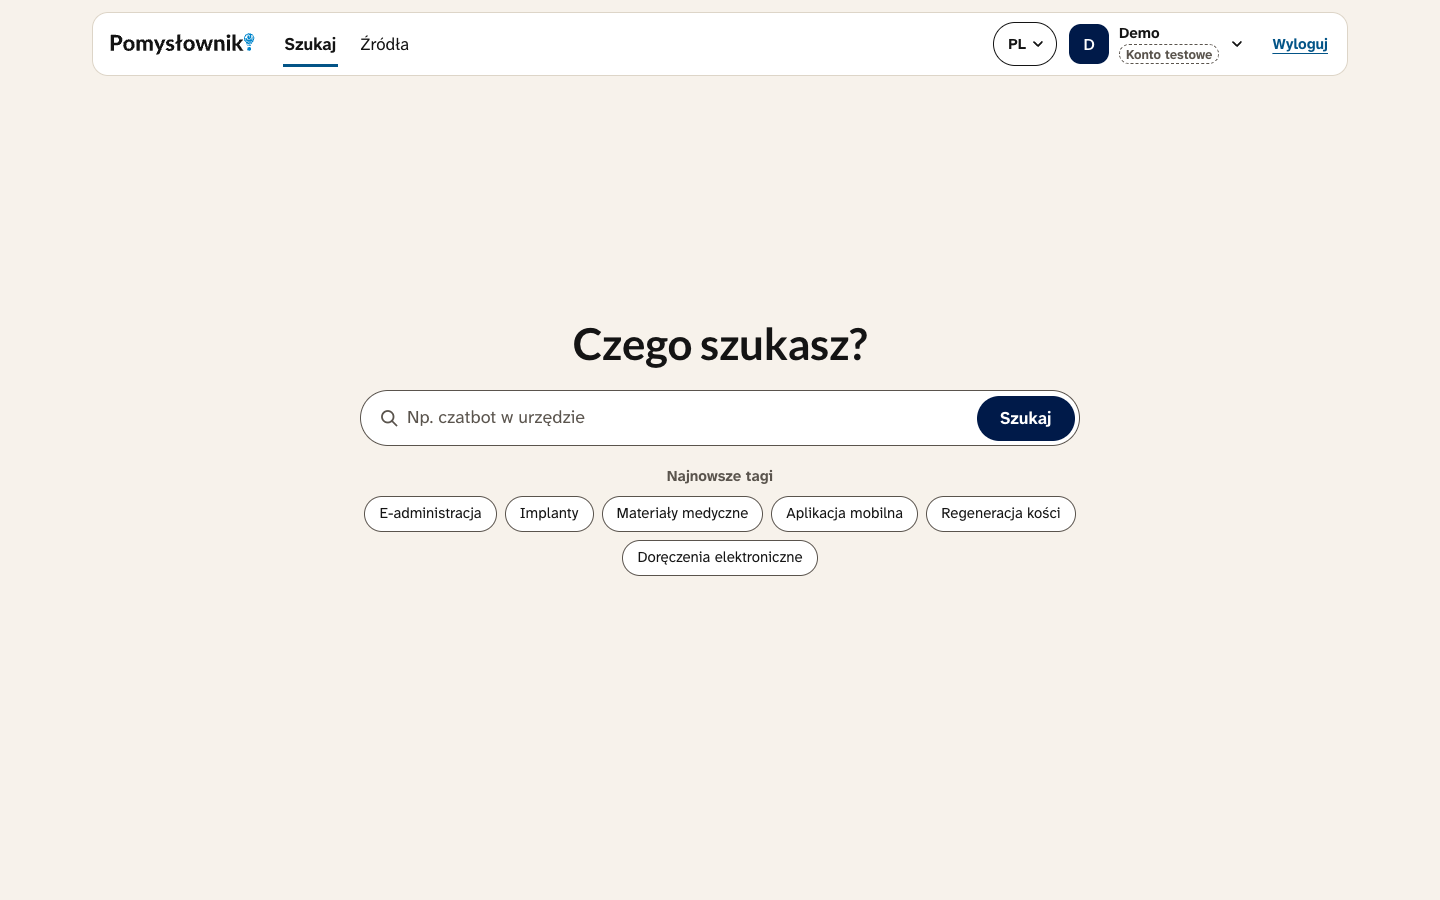 Pomysłownik
Szukaj
Źródła
PL
D
Demo
Konto testowe
Wyloguj
Czego szukasz?
Np. czatbot w urzędzie
Szukaj
Najnowsze tagi
E-administracja
Implanty
Materiały medyczne
Aplikacja mobilna
Regeneracja kości
Doręczenia elektroniczne